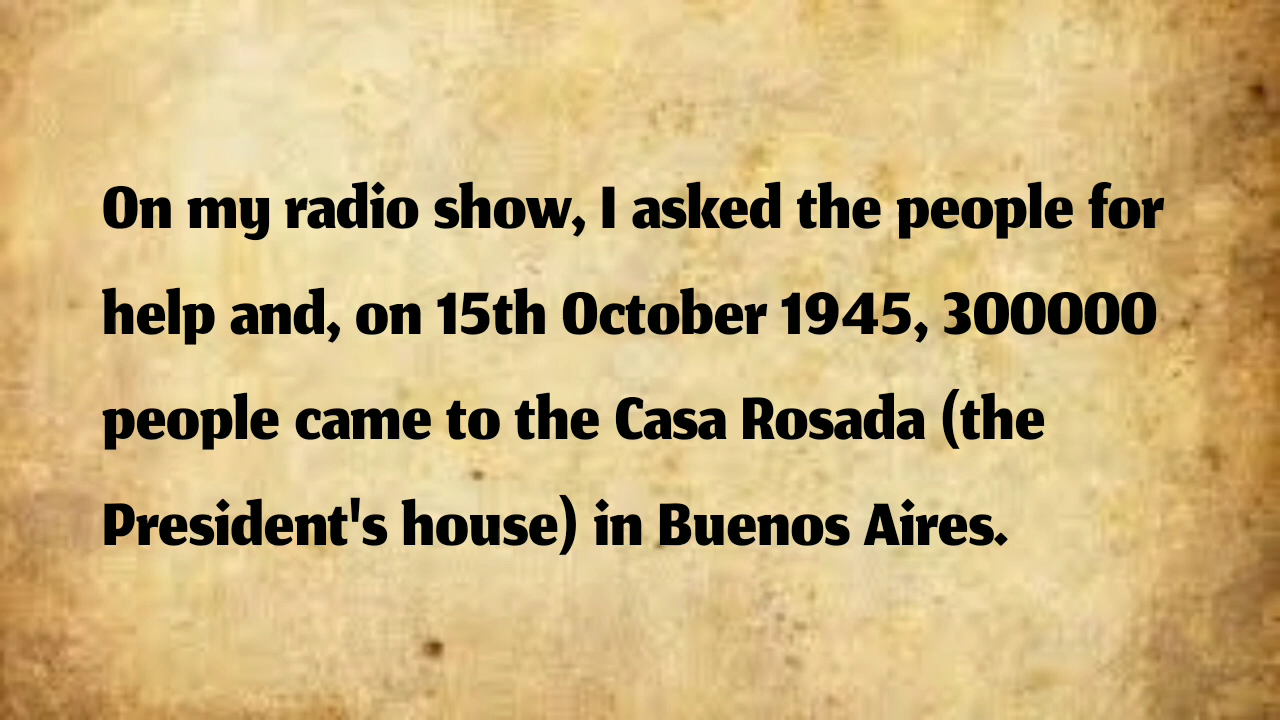 On my radio show, I asked the people for
help and, on 15th October 1945, 300000
people came to the Casa Rosada (the
President's house) in Buenos Aires.